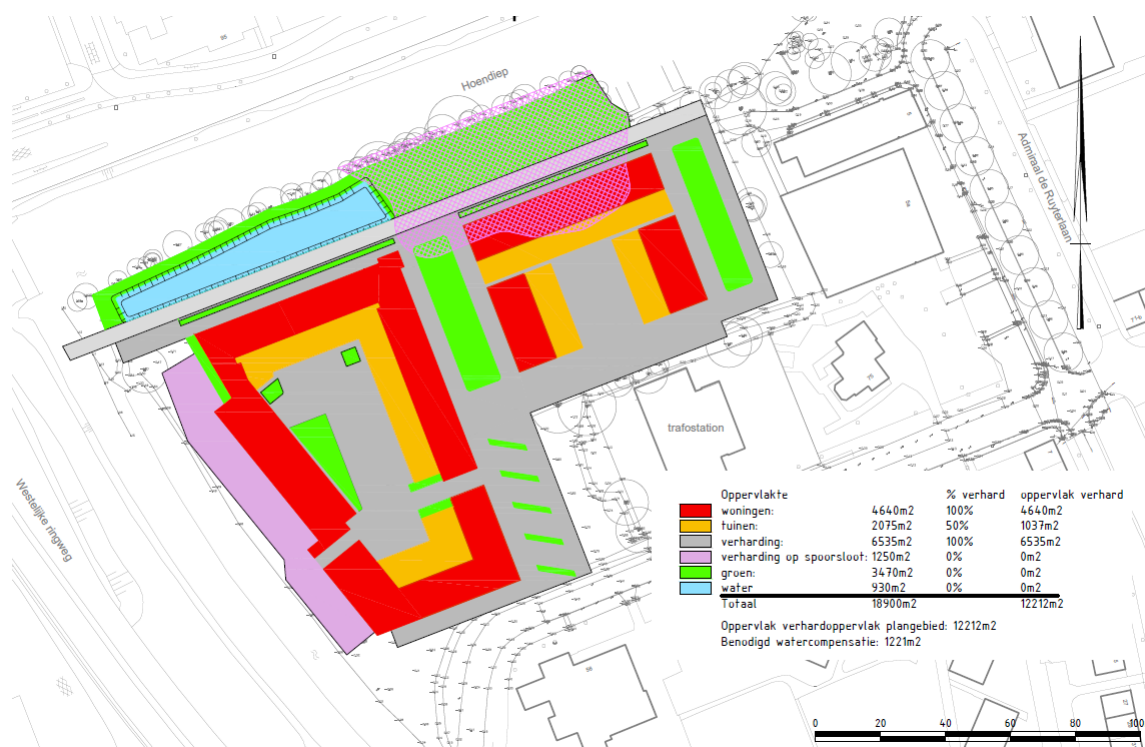 Hoendiep
Admiraal de Ruyterlaan
trafostation
Westelijke ringweg
Oppervlakte % verhard oppervlak verhard
woningen: 4640m2 100% 4640m2
tuinen: 2075m2 50% 1037m2
verharding: 6535m2 100% 6535m2
verharding op spoorsloot: 1250m2 0% 0m2
groen: 3470m2 0% 0m2
water 930m2 0% 0m2
Totaal 18900m2 12212m2
Oppervlak verhardoppervlak plangebied: 12212m2
Benodigd watercompensatie: 1221m2
0 20 40 60 80 100